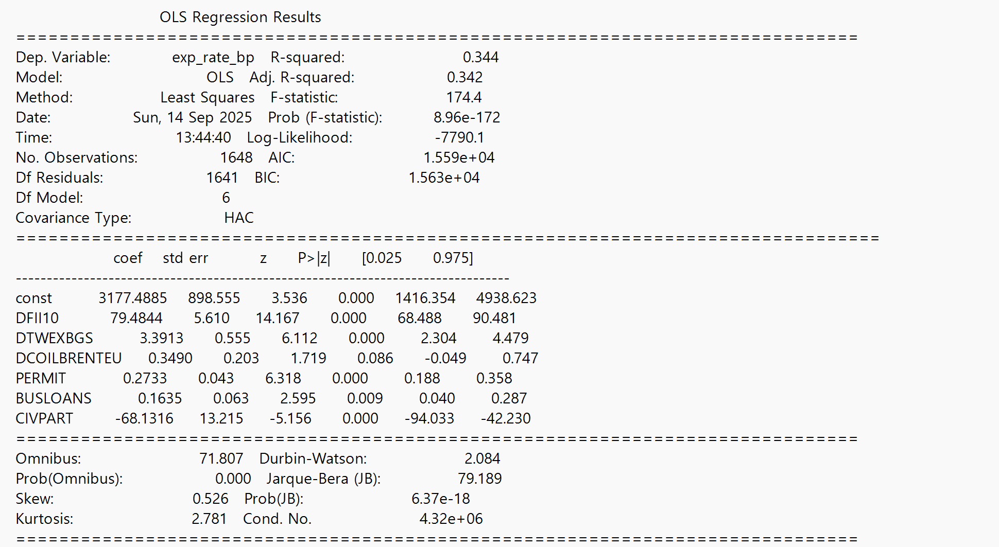 OLS Regression Results
==============================================================================
Dep. Variable: exp_rate_bp R-squared: 0.344
Model: OLS Adj. R-squared: 0.342
Method: Least Squares F-statistic: 174.4
Date: Sun, 14 Sep 2025 Prob (F-statistic): 8.96e-172
Time: 13:44:40 Log-Likelihood: -7790.1
No. Observations: 1648 AIC: 1.559e+04
Df Residuals: 1641 BIC: 1.563e+04
Df Model: 6
Covariance Type: HAC
================================================================================
coef std err z P>|z| [0.025 0.975]
--------------------------------------------------------------------------------
const 3177.4885 898.555 3.536 0.000 1416.354 4938.623
DFII10 79.4844 5.610 14.167 0.000 68.488 90.481
DTWEXBGS 3.3913 0.555 6.112 0.000 2.304 4.479
DCOILBRENTEU 0.3490 0.203 1.719 0.086 -0.049 0.747
PERMIT 0.2733 0.043 6.318 0.000 0.188 0.358
BUSLOANS 0.1635 0.063 2.595 0.009 0.040 0.287
CIVPART -68.1316 13.215 -5.156 0.000 -94.033 -42.230
==============================================================================
Omnibus: 71.807 Durbin-Watson: 2.084
Prob(Omnibus): 0.000 Jarque-Bera (JB): 79.189
Skew: 0.526 Prob(JB): 6.37e-18
Kurtosis: 2.781 Cond. No. 4.32e+06
==============================================================================